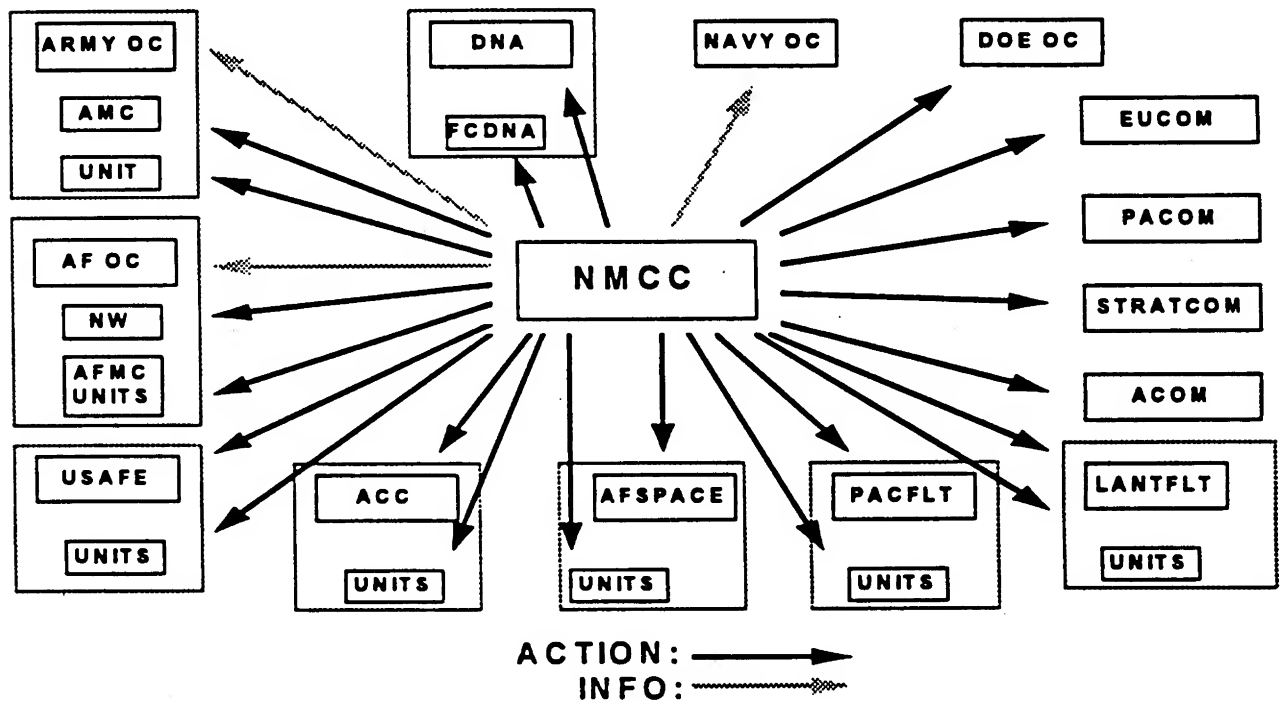 ARMY OC
AMC
UNIT
DNA
FCDNA
NAVY OC
DOE OC
EUCOM
PACOM
STRATCOM
ACOM
NMCC
AF OC
NW
AFMC
UNITS
USAFE
UNITS
ACC
UNITS
AFSPACE
UNITS
PACFLT
UNITS
LANTFLT
UNITS
ACTION:
INFO: